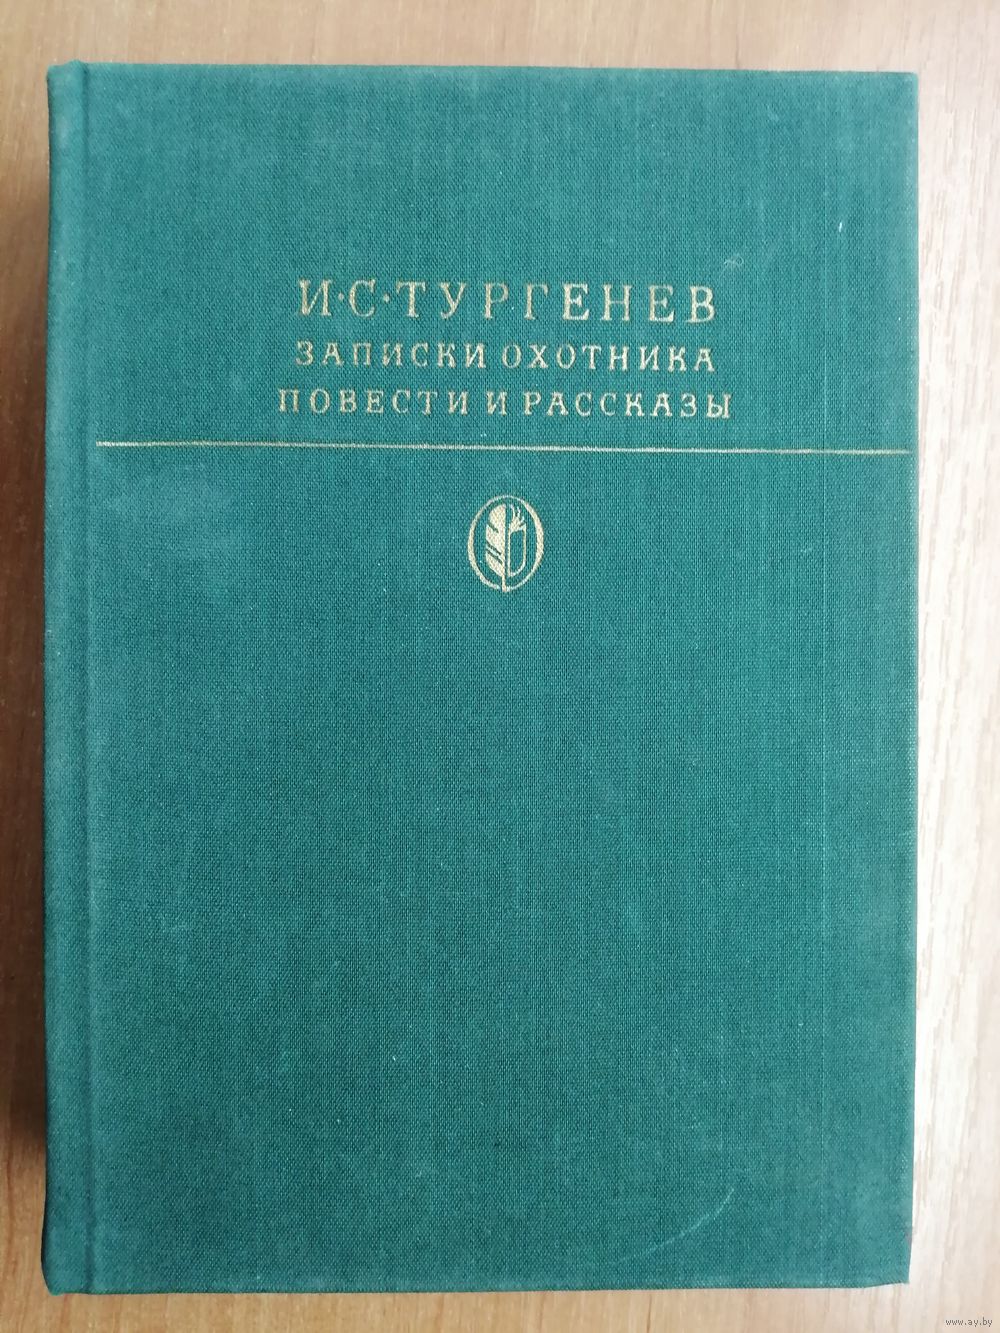 И·С·ТУРГЕНЕВ
ЗАПИСКИ ОХОТНИКА
ПОВЕСТИ И РАССКАЗЫ
www.ay.by